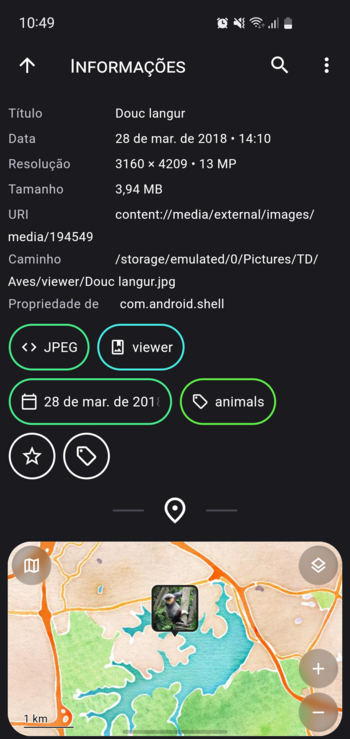 10:49
INFORMAÇÕES
Título Douc langur
Data 28 de mar. de 2018 • 14:10
Resolução 3160 × 4209 • 13 MP
Tamanho 3,94 MB
URI content://media/external/images/
media/194549
Caminho /storage/emulated/0/Pictures/TD/
Aves/viewer/Douc langur.jpg
Propriedade de com.android.shell
JPEG viewer
28 de mar. de 2018 animals
1 km